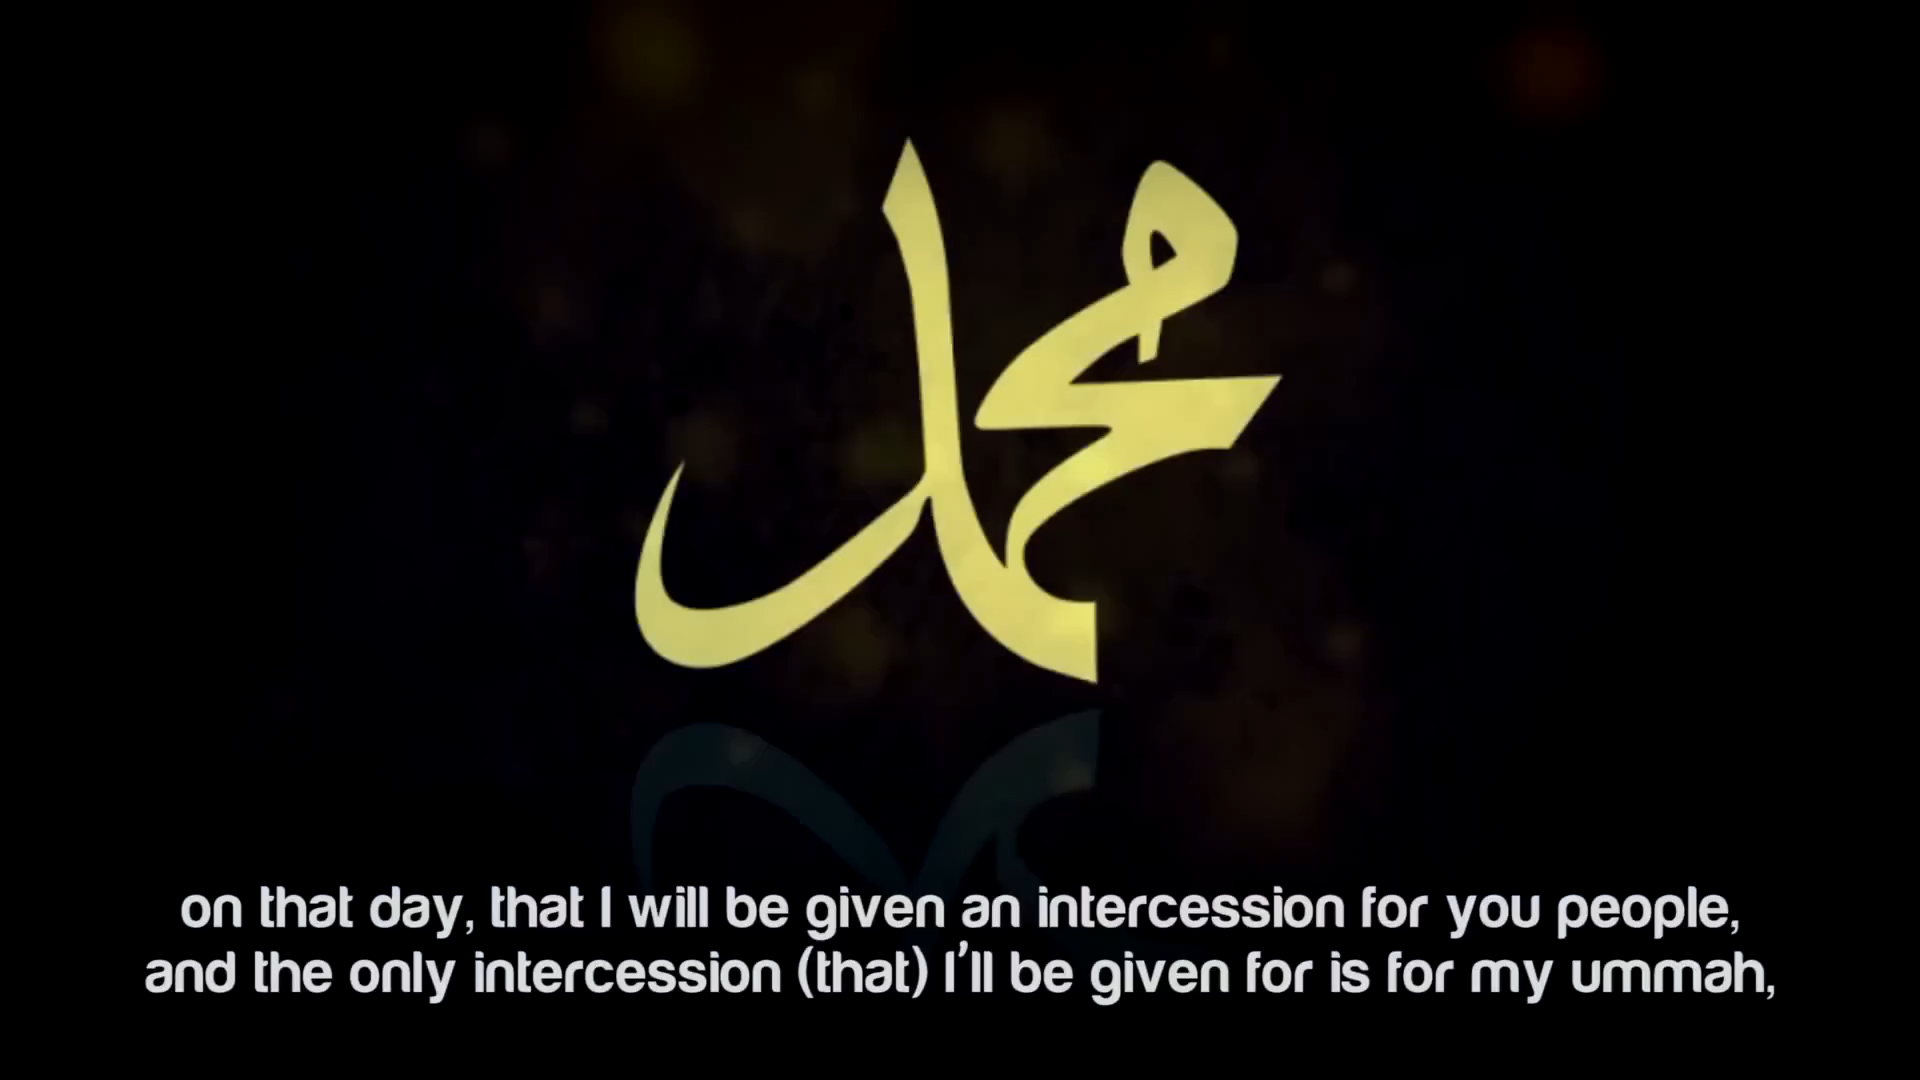 محمد
on that day, that I will be given an intercession for you people,
and the only intercession (that) I'll be given for is for my ummah,